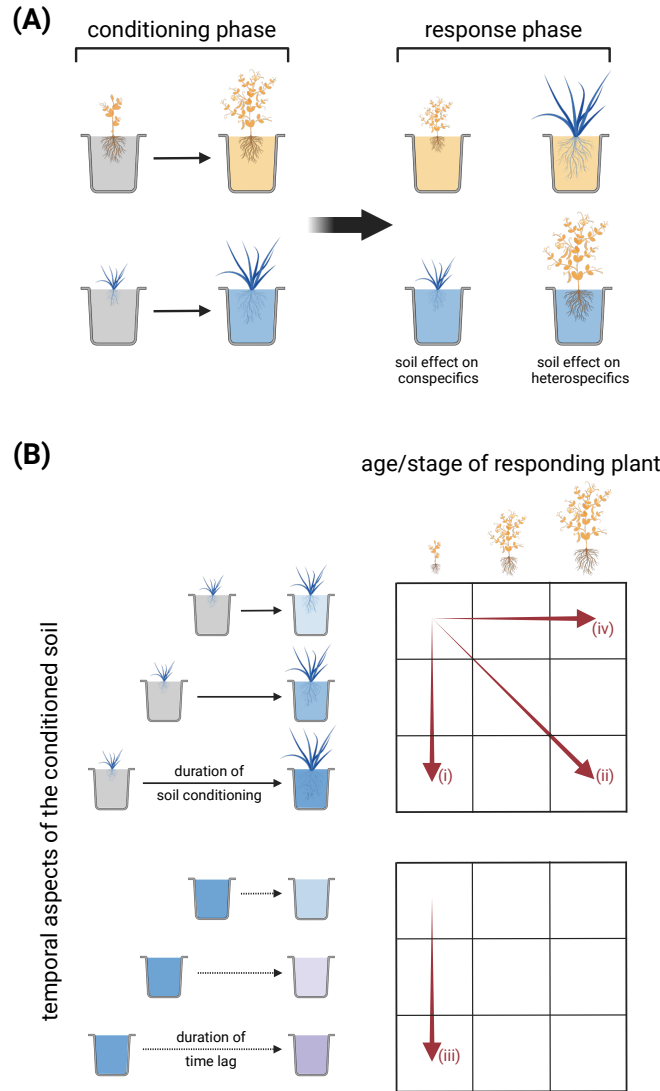 (A)
conditioning phase
response phase
soil effect on
conspecifics
soil effect on
heterospecifics
(B)
age/stage of responding plant
temporal aspects of the conditioned soil
duration of
soil conditioning
(iv)
(i)
(ii)
duration of
time lag
(iii)